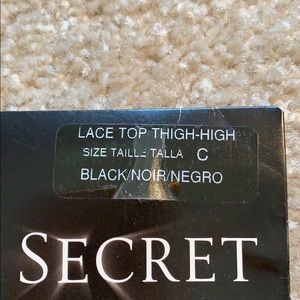 LACE TOP THIGH-HIGH
SIZE TAILLE TALLA C
BLACK/NOIR/NEGRO
SECRET